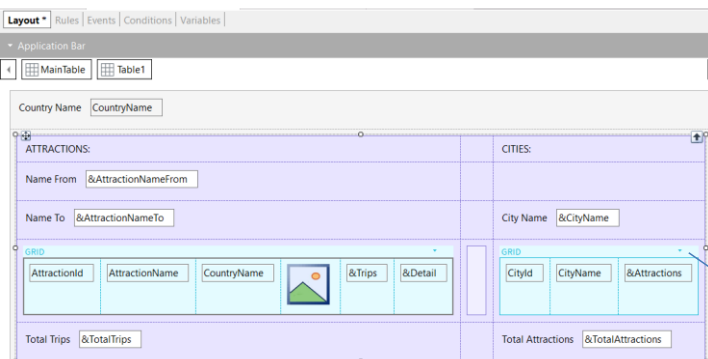 Layout * Rules Events Conditions Variables
Application Bar
MainTable Table1
Country Name CountryName
ATTRACTIONS: CITIES:
Name From &AttractionNameFrom
Name To &AttractionNameTo City Name &CityName
GRID GRID
AttractionId AttractionName CountryName &Trips &Detail CityId CityName &Attractions
Total Trips &TotalTrips Total Attractions &TotalAttractions